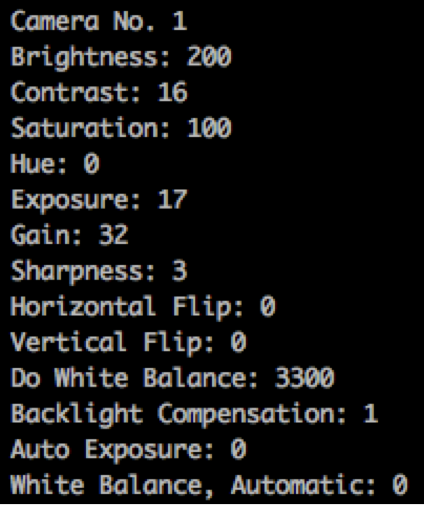 Camera No. 1
Brightness: 200
Contrast: 16
Saturation: 100
Hue: 0
Exposure: 17
Gain: 32
Sharpness: 3
Horizontal Flip: 0
Vertical Flip: 0
Do White Balance: 3300
Backlight Compensation: 1
Auto Exposure: 0
White Balance, Automatic: 0